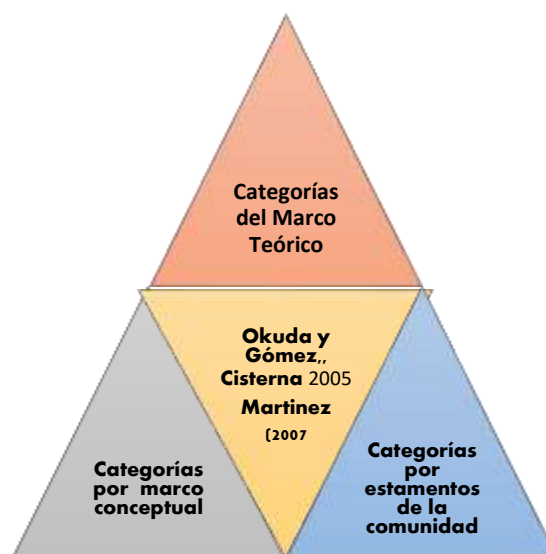 Categorías
del Marco
Teórico
Okuda y
Gómez,,
Cisterna 2005
Martinez
(2007
Categorías
por marco
conceptual
Categorías
por
estamentos
de la
comunidad